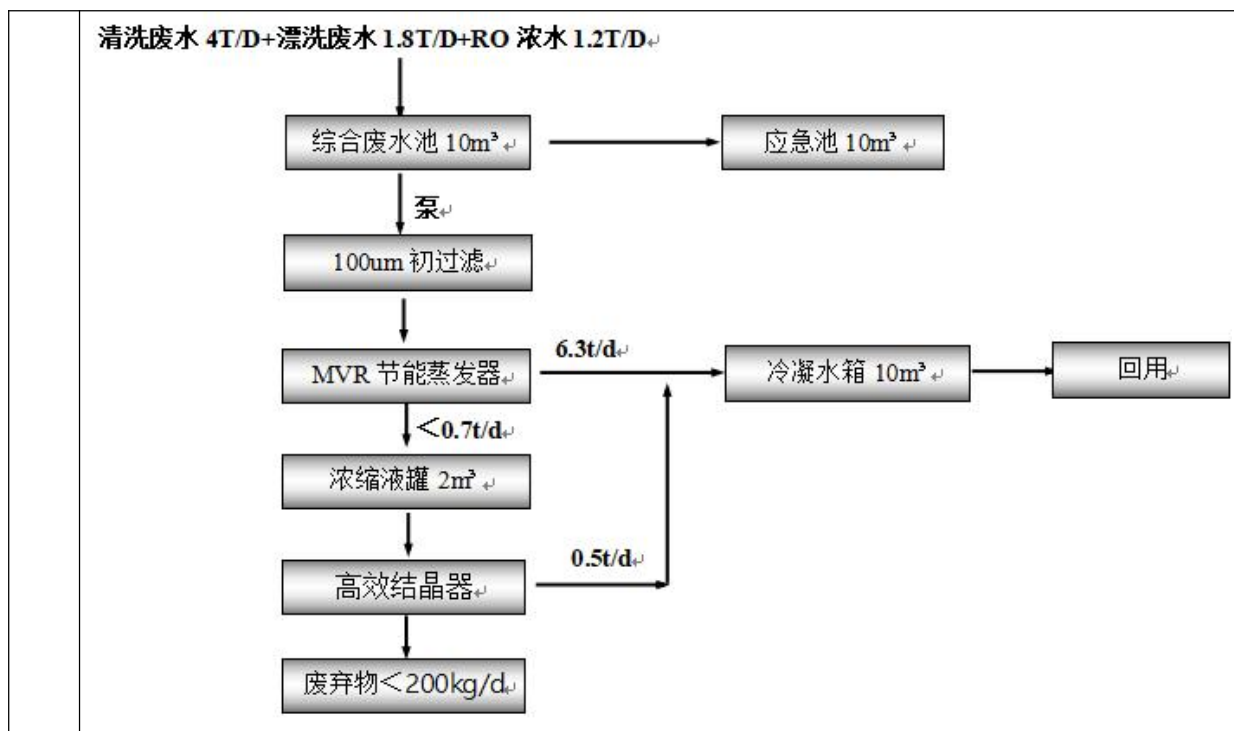 清洗废水 4T/D+漂洗废水 1.8T/D+RO 浓水 1.2T/D↵
综合废水池 10m³↵
应急池 10m³↵
泵↵
100um 初过滤↵
MVR 节能蒸发器↵
6.3t/d↵
冷凝水箱 10m³↵
回用↵
＜0.7t/d↵
浓缩液罐 2m³↵
高效结晶器↵
0.5t/d↵
废弃物＜200kg/d↵